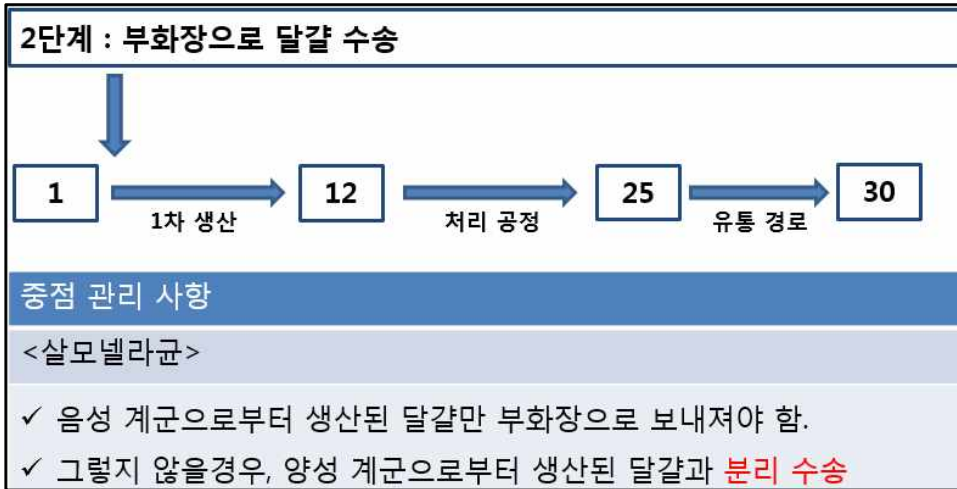 2단계 : 부화장으로 달걀 수송
1 12 25 30
1차 생산 처리 공정 유통 경로
중점 관리 사항
<살모넬라균>
✓ 음성 계군으로부터 생산된 달걀만 부화장으로 보내져야 함.
✓ 그렇지 않을경우, 양성 계군으로부터 생산된 달걀과 분리 수송